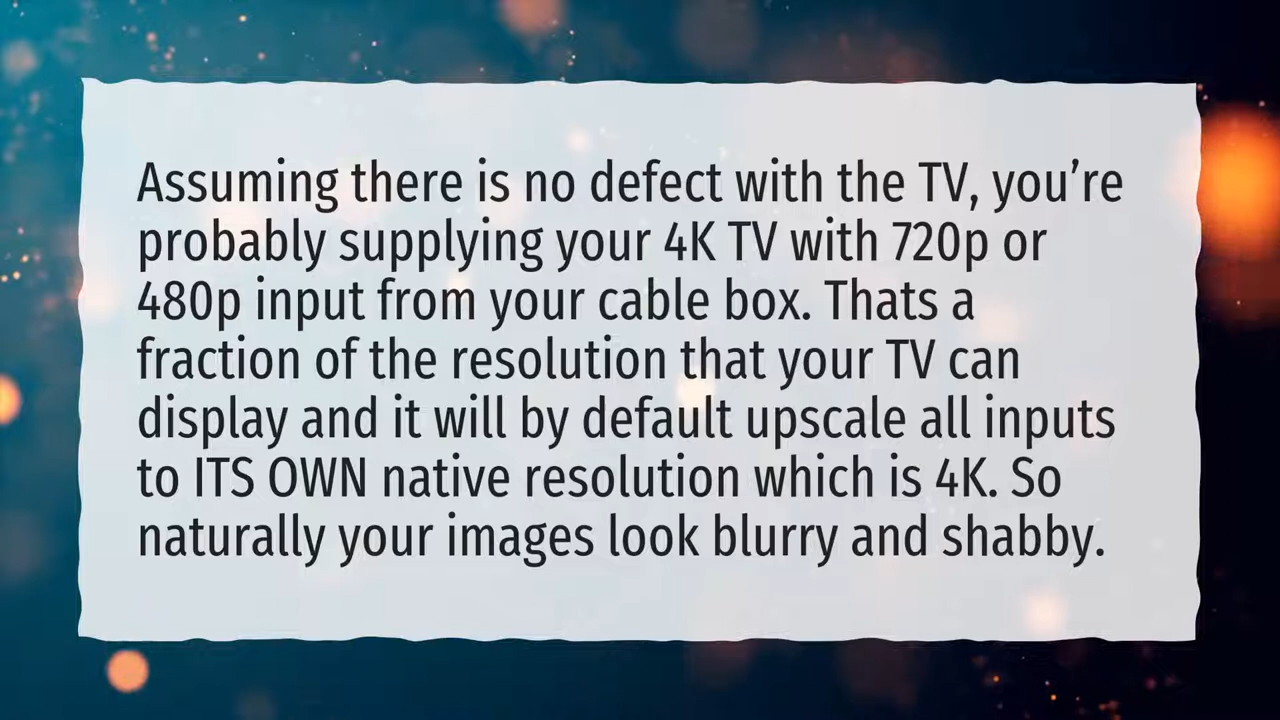 Assuming there is no defect with the TV, you’re
probably supplying your 4K TV with 720p or
480p input from your cable box. Thats a
fraction of the resolution that your TV can
display and it will by default upscale all inputs
to ITS OWN native resolution which is 4K. So
naturally your images look blurry and shabby.